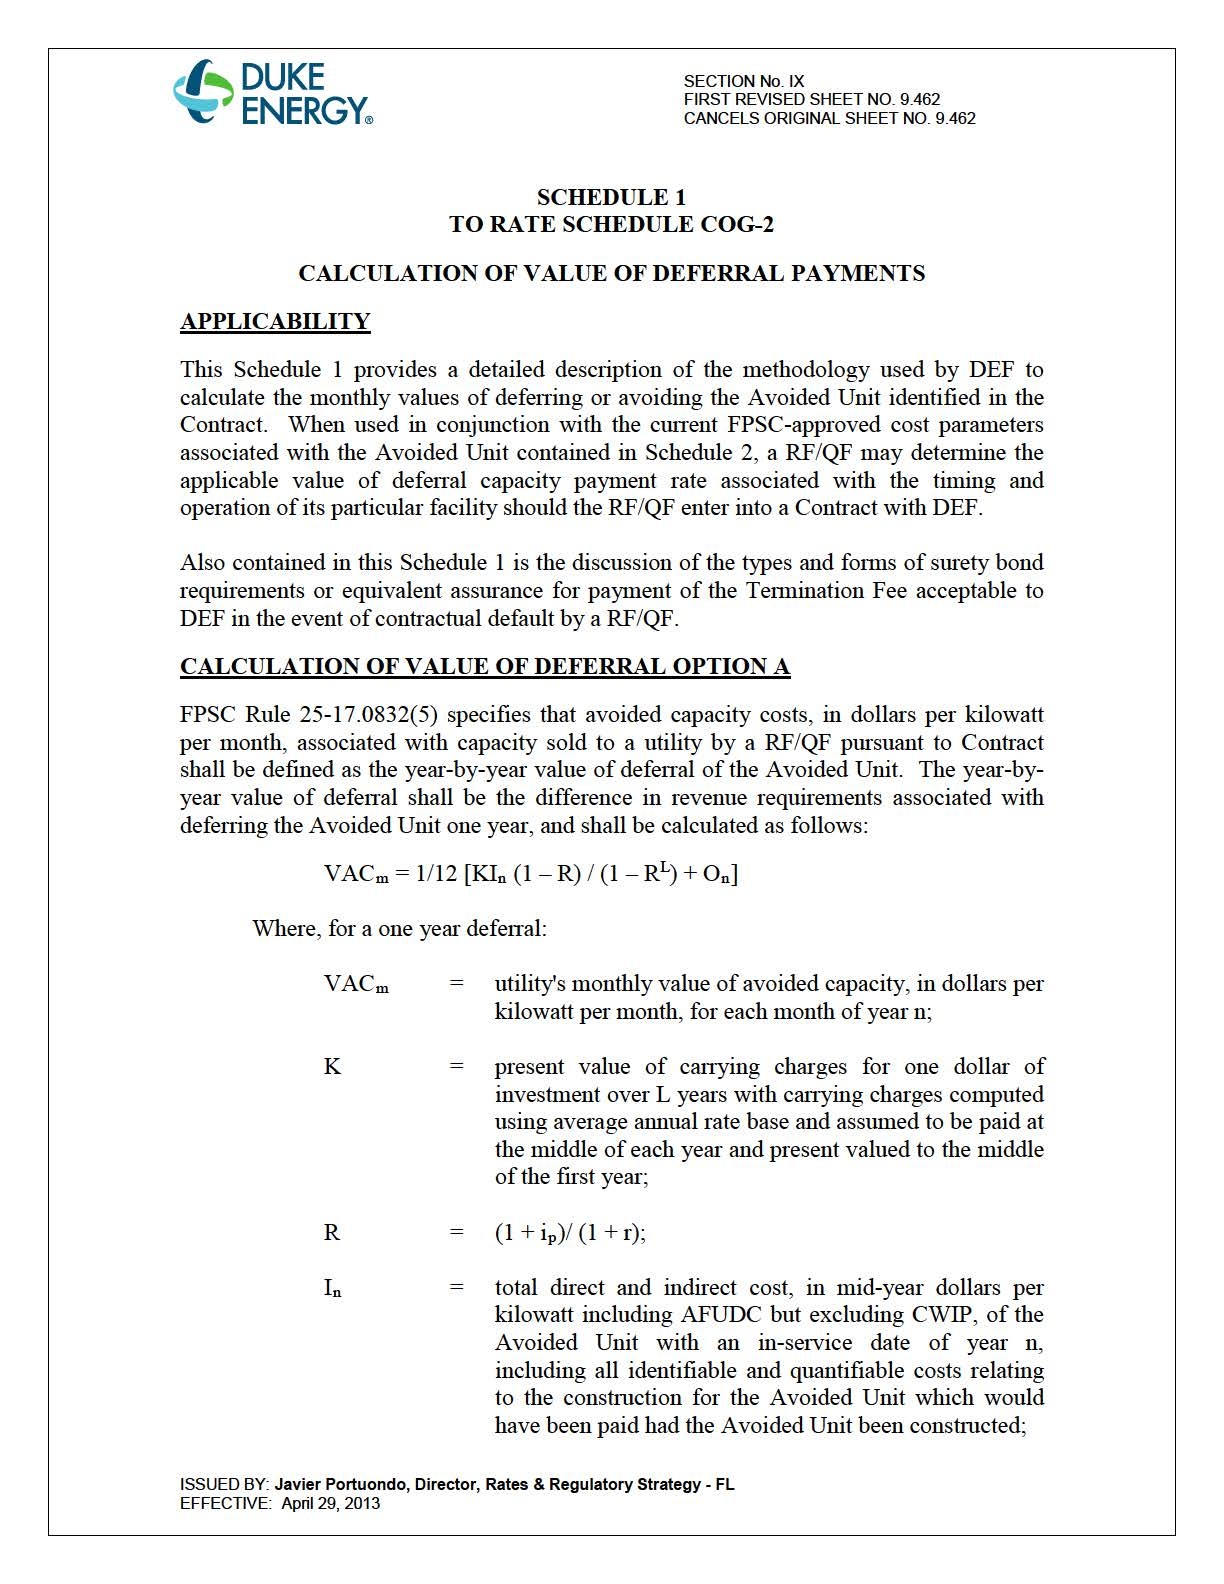 DUKE
ENERGY®
SECTION No. IX
FIRST REVISED SHEET NO. 9.462
CANCELS ORIGINAL SHEET NO. 9.462
SCHEDULE 1
TO RATE SCHEDULE COG-2
CALCULATION OF VALUE OF DEFERRAL PAYMENTS
APPLICABILITY
This Schedule 1 provides a detailed description of the methodology used by DEF to
calculate the monthly values of deferring or avoiding the Avoided Unit identified in the
Contract. When used in conjunction with the current FPSC-approved cost parameters
associated with the Avoided Unit contained in Schedule 2, a RF/QF may determine the
applicable value of deferral capacity payment rate associated with the timing and
operation of its particular facility should the RF/QF enter into a Contract with DEF.
Also contained in this Schedule 1 is the discussion of the types and forms of surety bond
requirements or equivalent assurance for payment of the Termination Fee acceptable to
DEF in the event of contractual default by a RF/QF.
CALCULATION OF VALUE OF DEFERRAL OPTION A
FPSC Rule 25-17.0832(5) specifies that avoided capacity costs, in dollars per kilowatt
per month, associated with capacity sold to a utility by a RF/QF pursuant to Contract
shall be defined as the year-by-year value of deferral of the Avoided Unit. The year-by-
year value of deferral shall be the difference in revenue requirements associated with
deferring the Avoided Unit one year, and shall be calculated as follows:
VACₘ = 1/12 [KIₙ (1 – R) / (1 – Rᴸ) + Oₙ]
Where, for a one year deferral:
VACₘ = utility's monthly value of avoided capacity, in dollars per
kilowatt per month, for each month of year n;
K = present value of carrying charges for one dollar of
investment over L years with carrying charges computed
using average annual rate base and assumed to be paid at
the middle of each year and present valued to the middle
of the first year;
R = (1 + iₚ)/ (1 + r);
Iₙ = total direct and indirect cost, in mid-year dollars per
kilowatt including AFUDC but excluding CWIP, of the
Avoided Unit with an in-service date of year n,
including all identifiable and quantifiable costs relating
to the construction for the Avoided Unit which would
have been paid had the Avoided Unit been constructed;
ISSUED BY: Javier Portuondo, Director, Rates & Regulatory Strategy - FL
EFFECTIVE: April 29, 2013